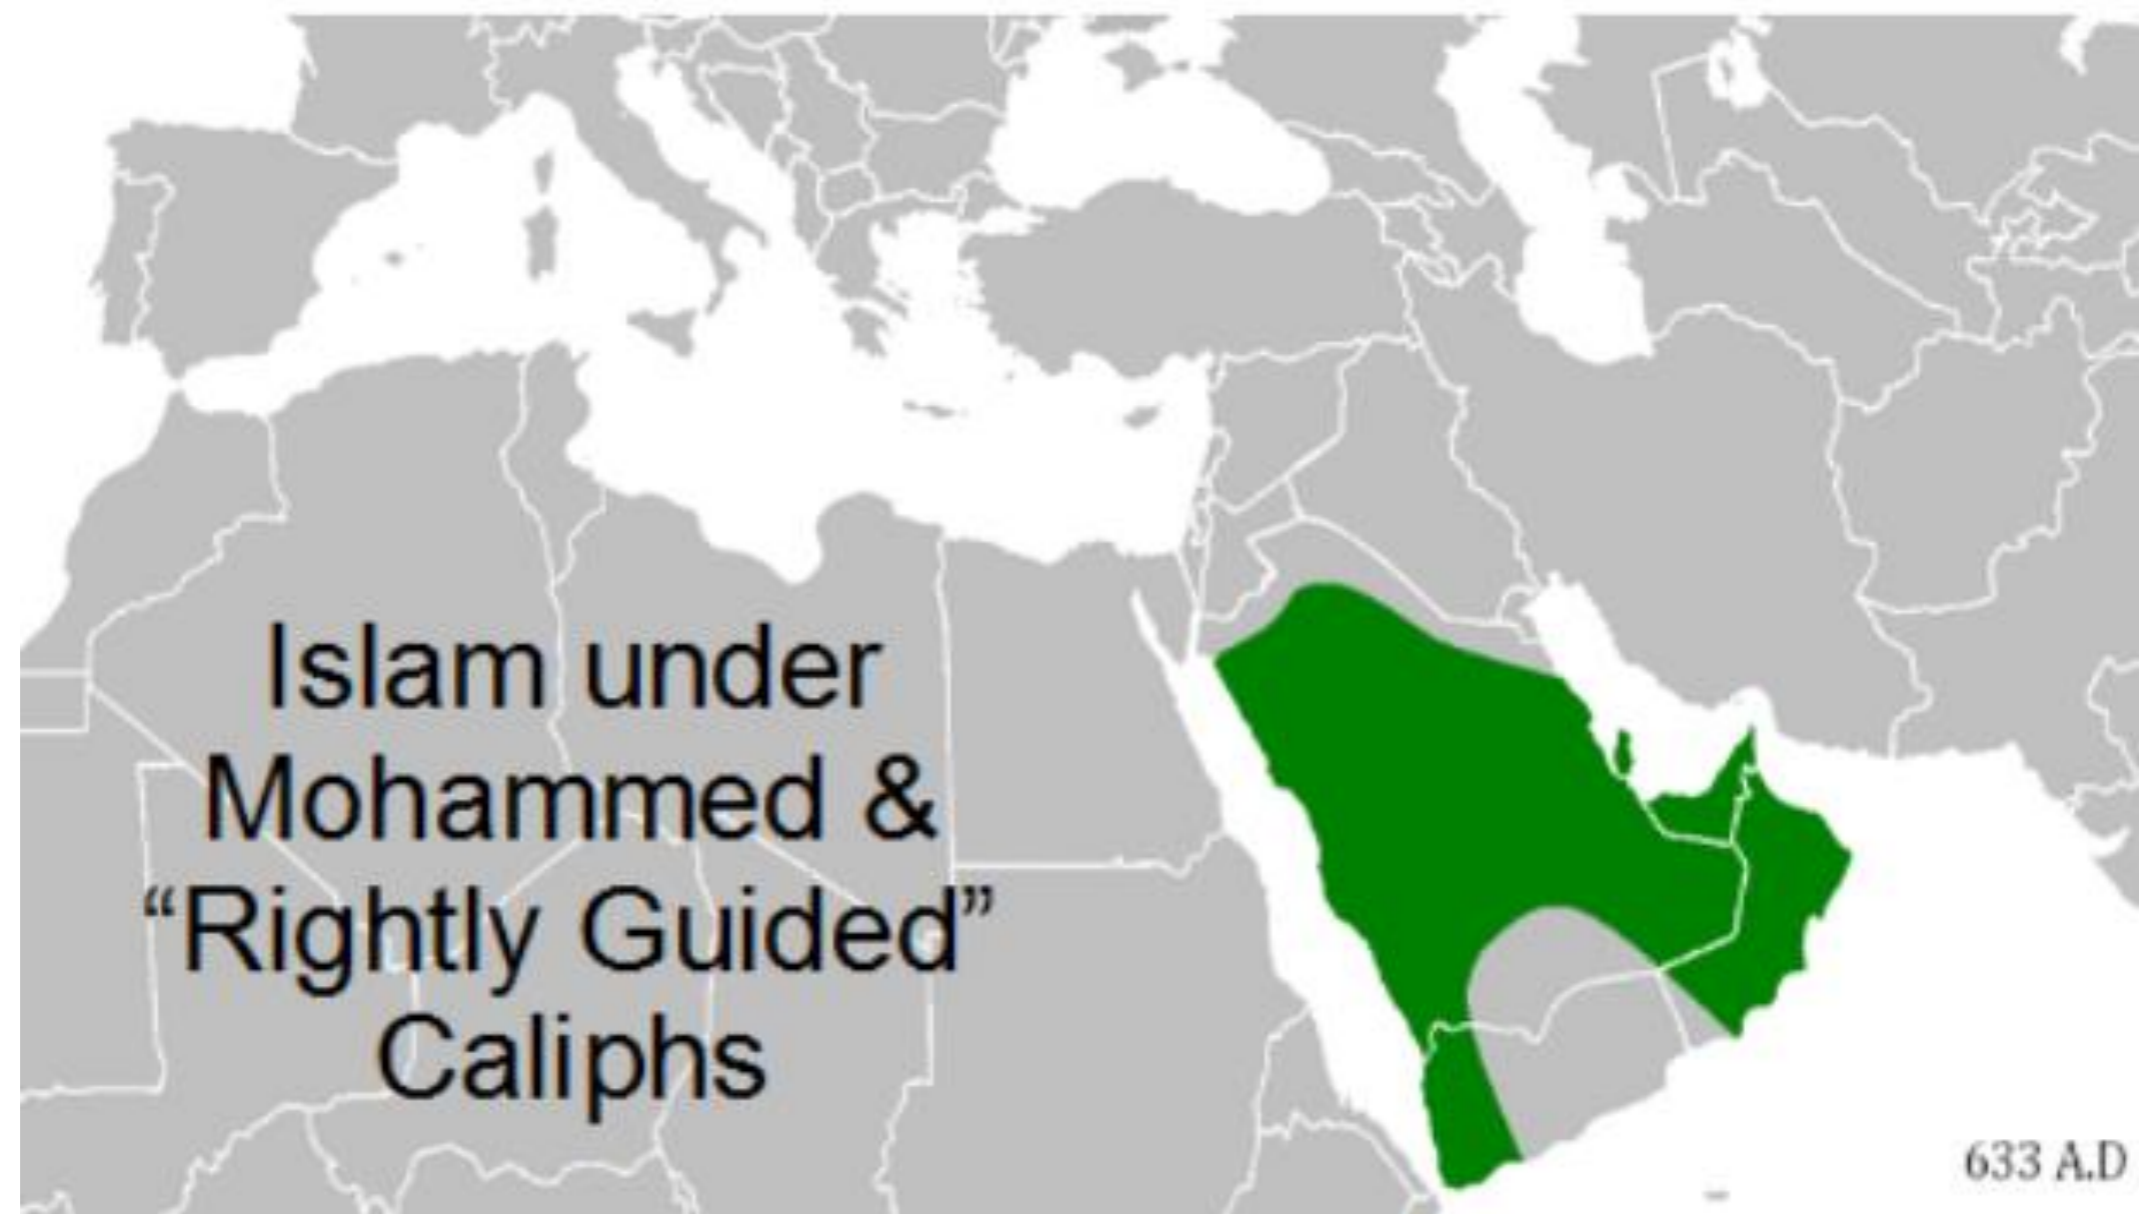 Islam under
Mohammed &
“Rightly Guided”
Caliphs
633 A.D